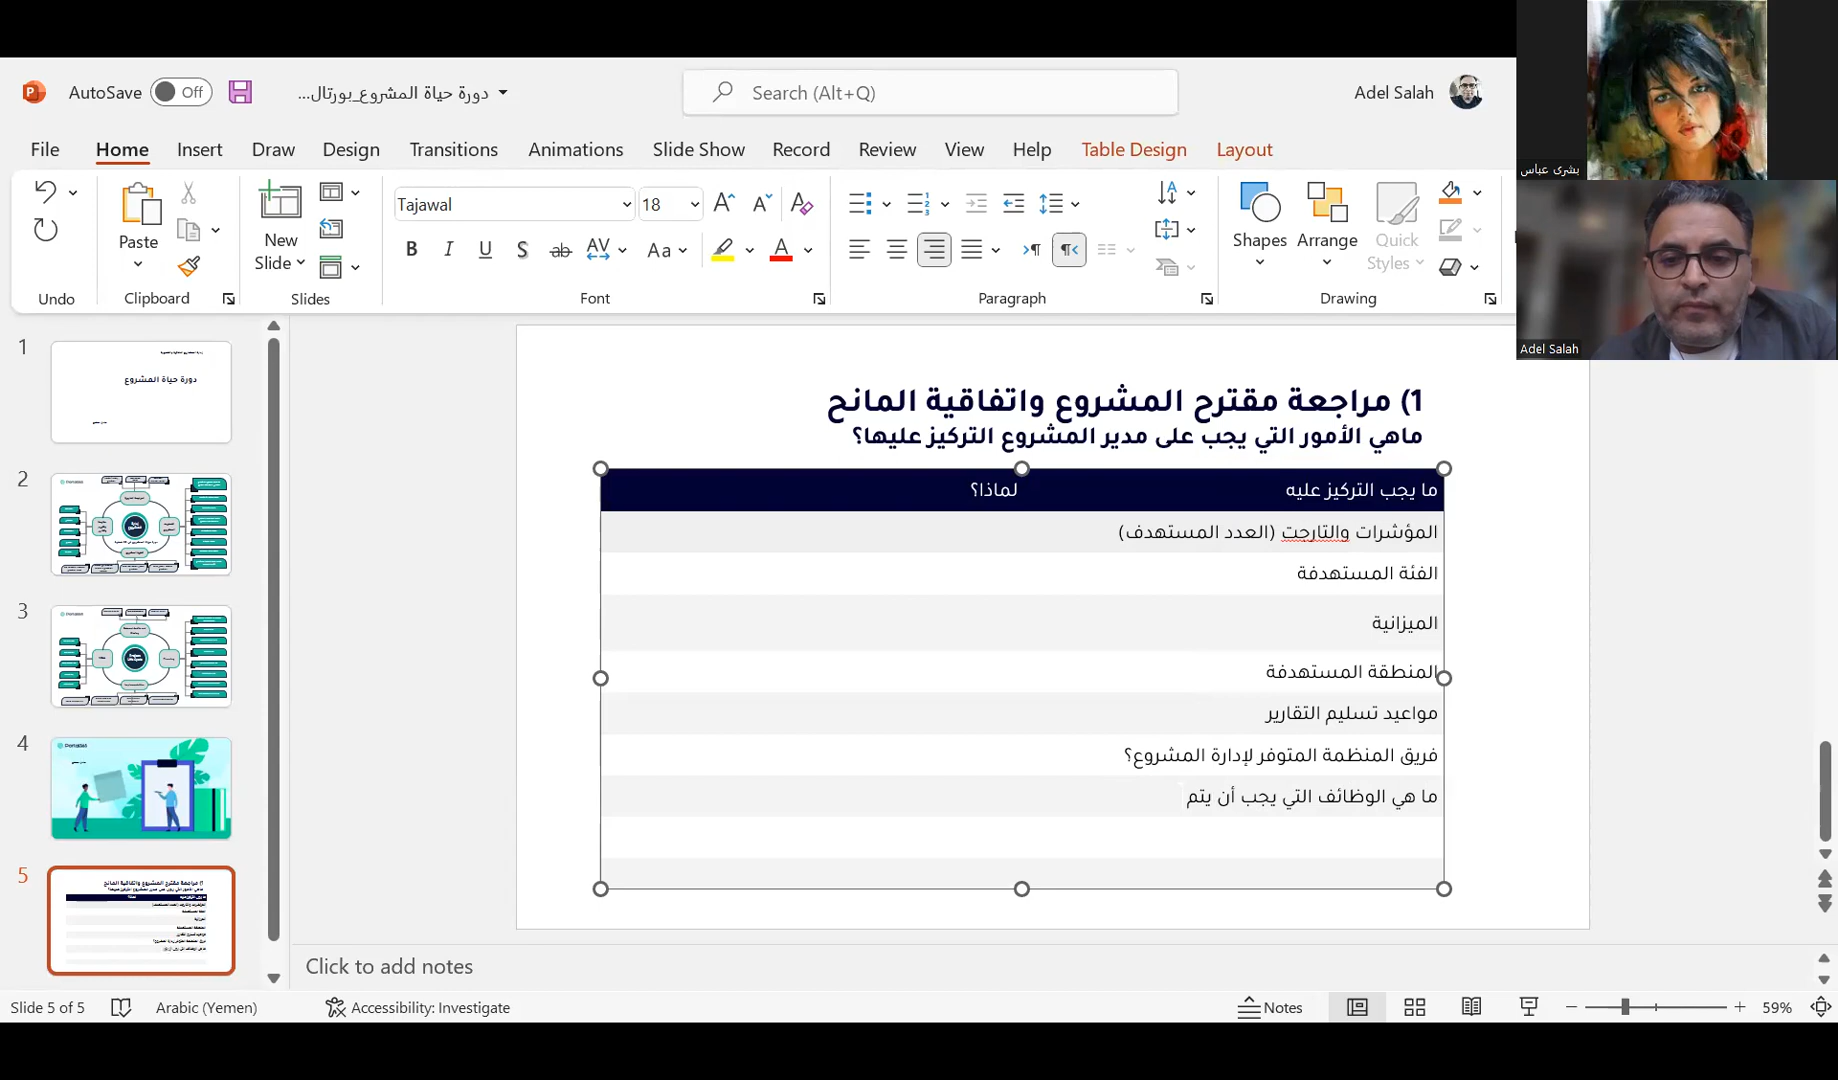 AutoSave Off
دورة حياة المشروع_بورتال...
Search (Alt+Q)
Adel Salah
File Home Insert Draw Design Transitions Animations Slide Show Record Review View Help Table Design Layout
Paste
New Slide
Tajawal 18
Shapes Arrange Quick Styles
Undo Clipboard Slides Font Paragraph Drawing
بشرى عباس
Adel Salah
1
دورة حياة المشروع
2
3
4
5
1) مراجعة مقترح المشروع واتفاقية المانح
ماهي الأمور التي يجب على مدير المشروع التركيز عليها؟
ما يجب التركيز عليه لماذا؟
المؤشرات والتارجت (العدد المستهدف)
الفئة المستهدفة
الميزانية
المنطقة المستهدفة
مواعيد تسليم التقارير
فريق المنظمة المتوفر لإدارة المشروع؟
ما هي الوظائف التي يجب أن يتم
Click to add notes
Slide 5 of 5 Arabic (Yemen) Accessibility: Investigate Notes 59%